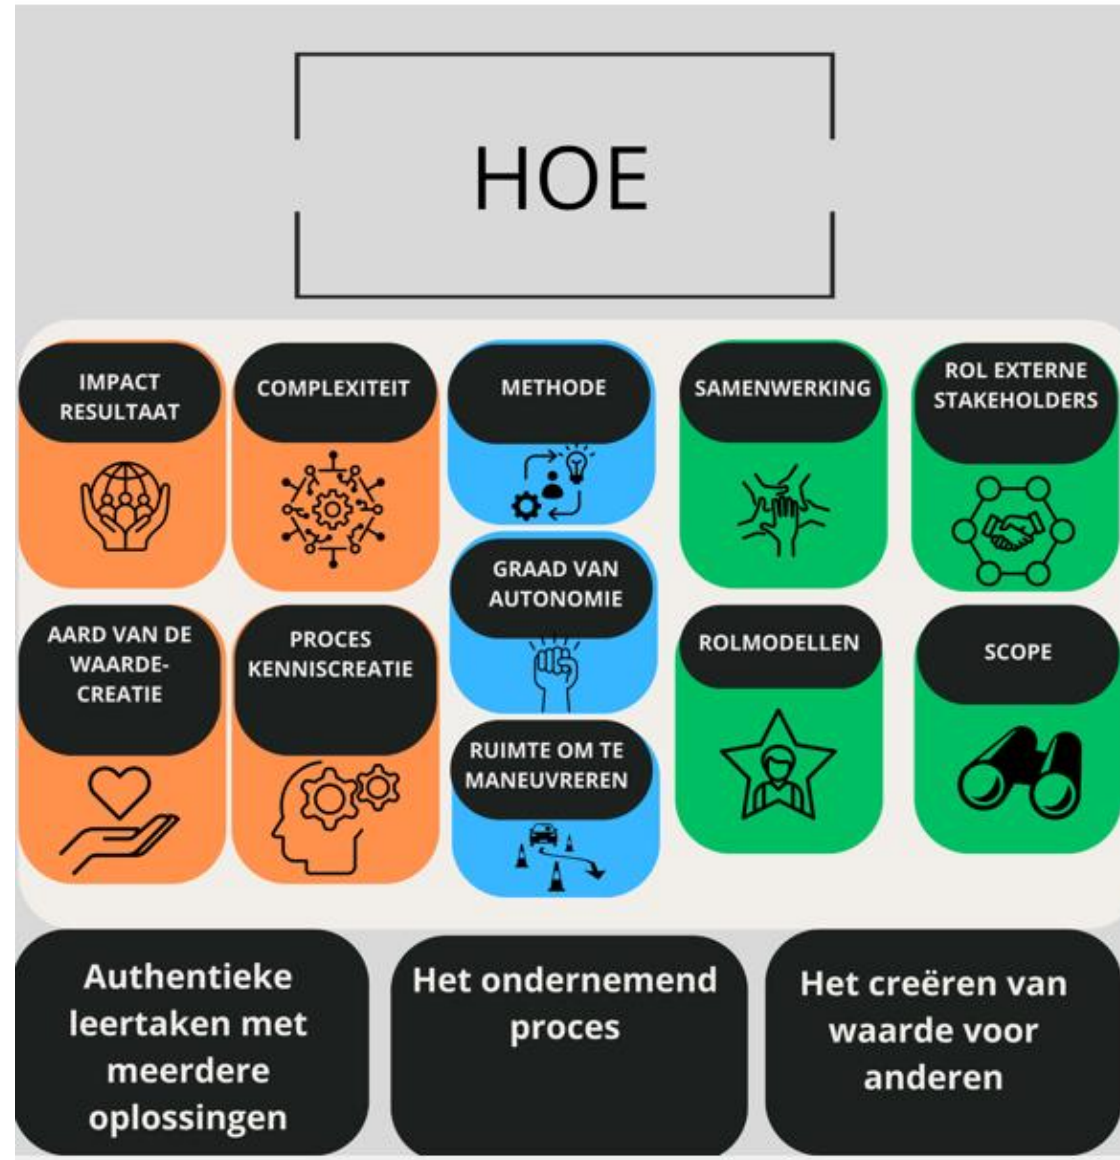 HOE
IMPACT
RESULTAAT
COMPLEXITEIT
METHODE
SAMENWERKING
ROL EXTERNE
STAKEHOLDERS
GRAAD VAN
AUTONOMIE
AARD VAN DE
WAARDE-
CREATIE
PROCES
KENNISCREATIE
ROLMODELLEN
SCOPE
RUIMTE OM TE
MANEUVREREN
Authentieke
leertaken met
meerdere
oplossingen
Het ondernemend
proces
Het creëren van
waarde voor
anderen